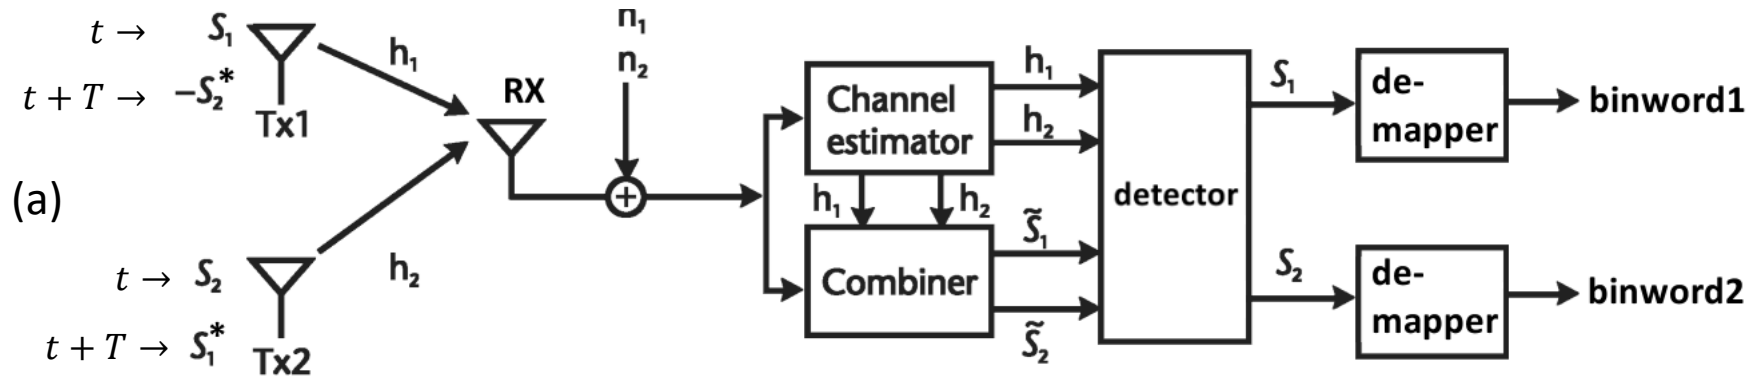 t → S₁
t + T → −S₂*
Tx1
h₁
RX
n₁
n₂
(a)
t → S₂
t + T → S₁*
Tx2
h₂
Channel
estimator
h₁
h₂
h₁
h₂
Combiner
S̃₁
S̃₂
detector
S₁
de-
mapper
binword1
S₂
de-
mapper
binword2